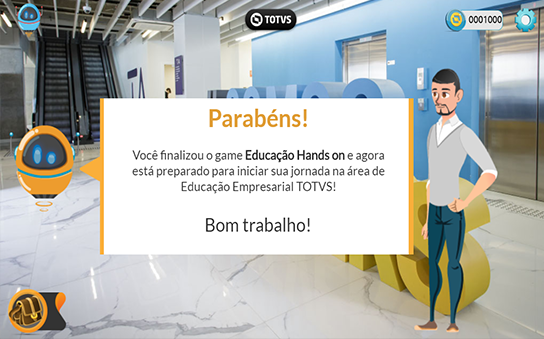 TOTVS
0001000
Parabéns!
Você finalizou o game Educação Hands on e agora
está preparado para iniciar sua jornada na área de
Educação Empresarial TOTVS!
Bom trabalho!